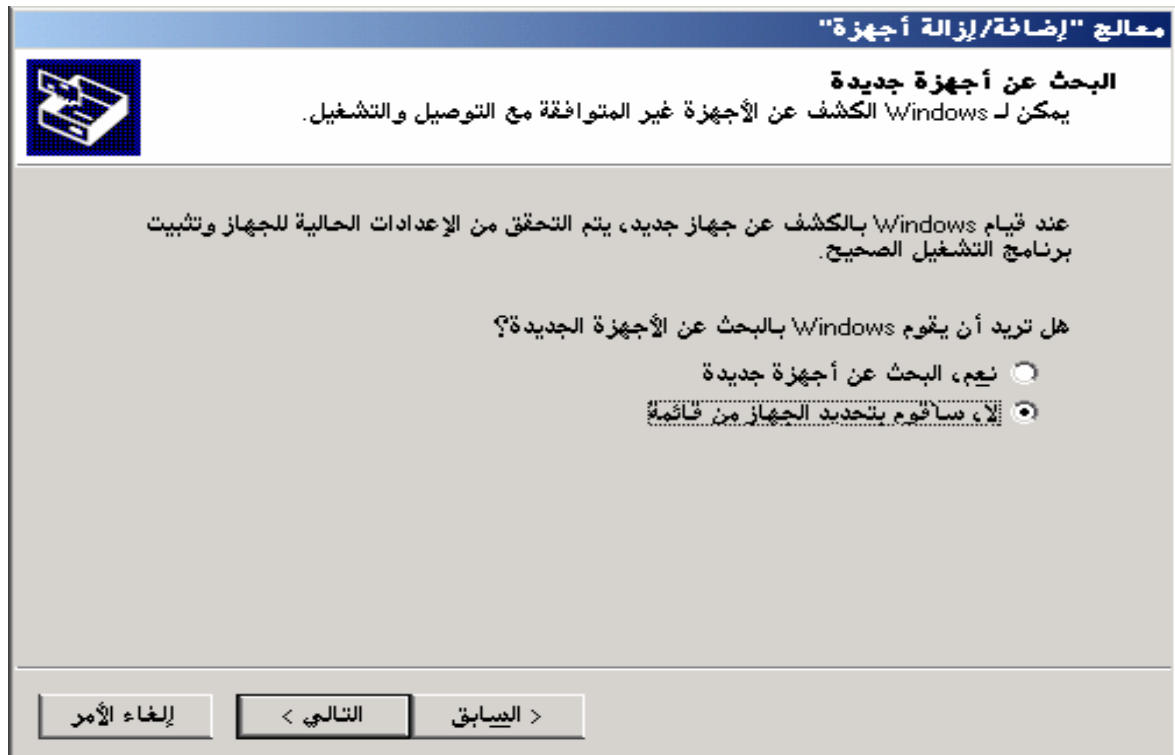 معالج "إضافة/إزالة أجهزة"
البحث عن أجهزة جديدة
يمكن لـ Windows الكشف عن الأجهزة غير المتوافقة مع التوصيل والتشغيل.
عند قيام Windows بالكشف عن جهاز جديد، يتم التحقق من الإعدادات الحالية للجهاز وتثبيت
برنامج التشغيل الصحيح.
هل تريد أن يقوم Windows بالبحث عن الأجهزة الجديدة؟
نعم، البحث عن أجهزة جديدة
لا، سأقوم بتحديد الجهاز من قائمة
< السابق
التالي >
إلغاء الأمر